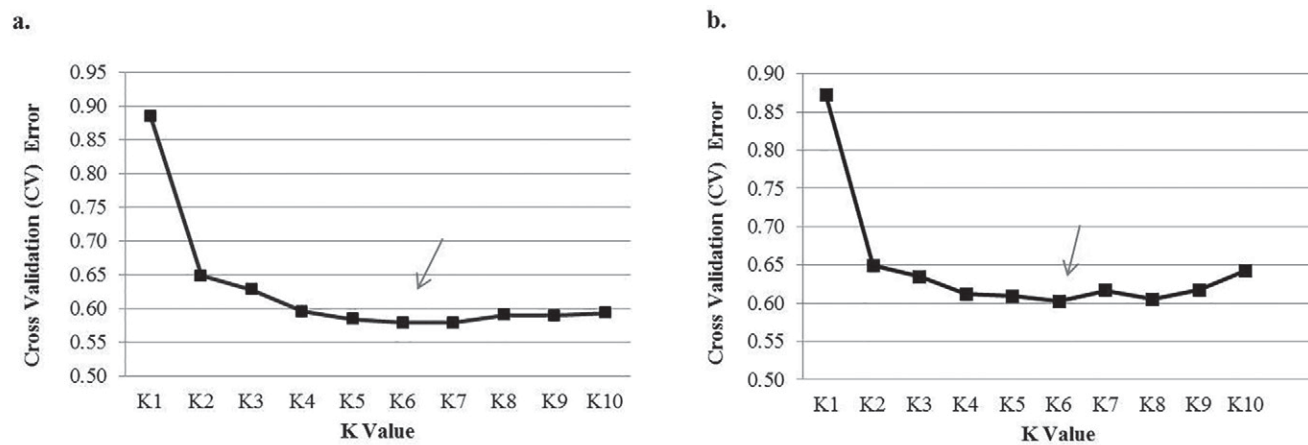 a.
Cross Validation (CV) Error
0.95
0.90
0.85
0.80
0.75
0.70
0.65
0.60
0.55
0.50
K1 K2 K3 K4 K5 K6 K7 K8 K9 K10
K Value
b.
Cross Validation (CV) Error
0.90
0.85
0.80
0.75
0.70
0.65
0.60
0.55
0.50
K1 K2 K3 K4 K5 K6 K7 K8 K9 K10
K Value